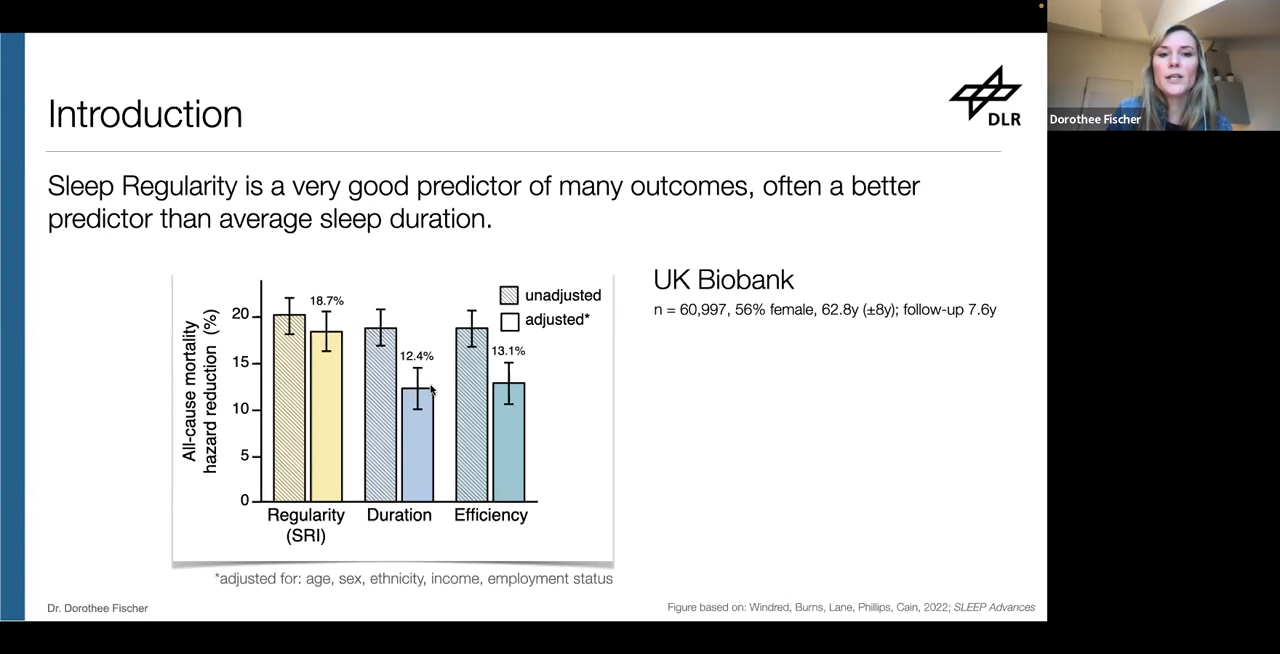 Introduction
DLR
Dorothee Fischer
Sleep Regularity is a very good predictor of many outcomes, often a better
predictor than average sleep duration.
All-cause mortality
hazard reduction (%)
20
15
10
5
0
18.7%
12.4%
13.1%
unadjusted
adjusted*
Regularity
(SRI)
Duration
Efficiency
*adjusted for: age, sex, ethnicity, income, employment status
UK Biobank
n = 60,997, 56% female, 62.8y (±8y); follow-up 7.6y
Dr. Dorothee Fischer
Figure based on: Windred, Burns, Lane, Phillips, Cain, 2022; SLEEP Advances